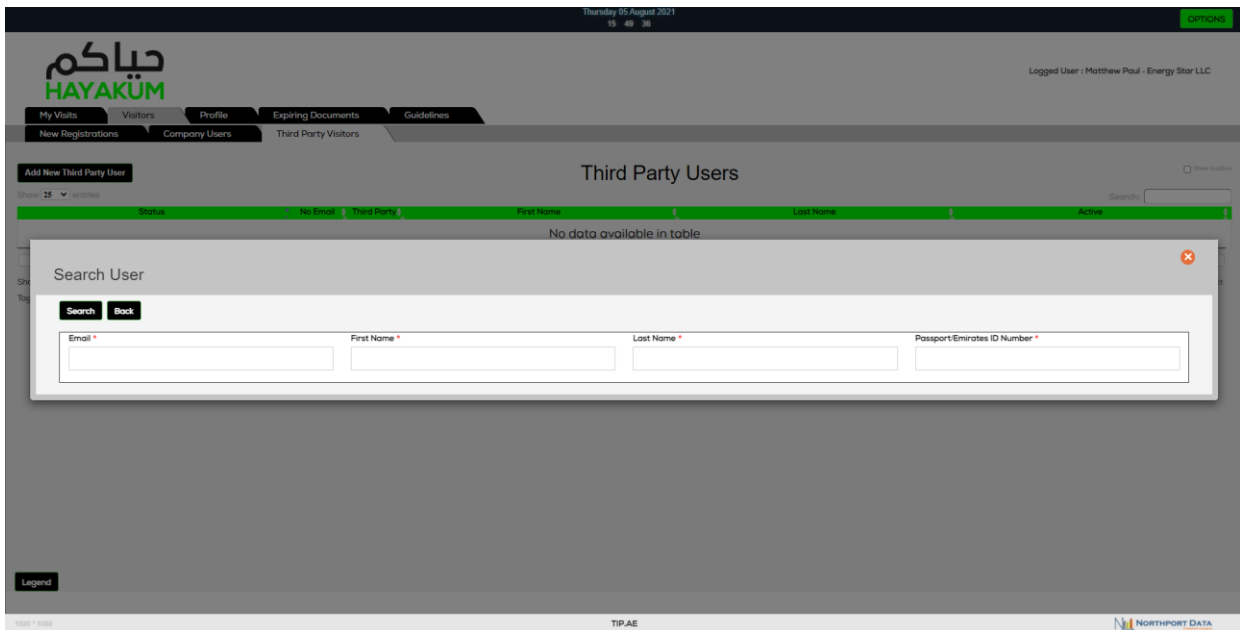 Thursday 05 August 2021
15 49 36
OPTIONS
حياكم
HAYAKUM
Logged User : Matthew Paul - Energy Star LLC
My Visits Visitors Profile Expiring Documents Guidelines
New Registrations Company Users Third Party Visitors
Add New Third Party User
Third Party Users
Show 25 entries
Search:
Status No Email Third Party First Name Last Name Active
No data available in table
Search User
Search Back
Email * First Name * Last Name * Passport/Emirates ID Number *
Legend
TIP.AE
NORTHPORT DATA